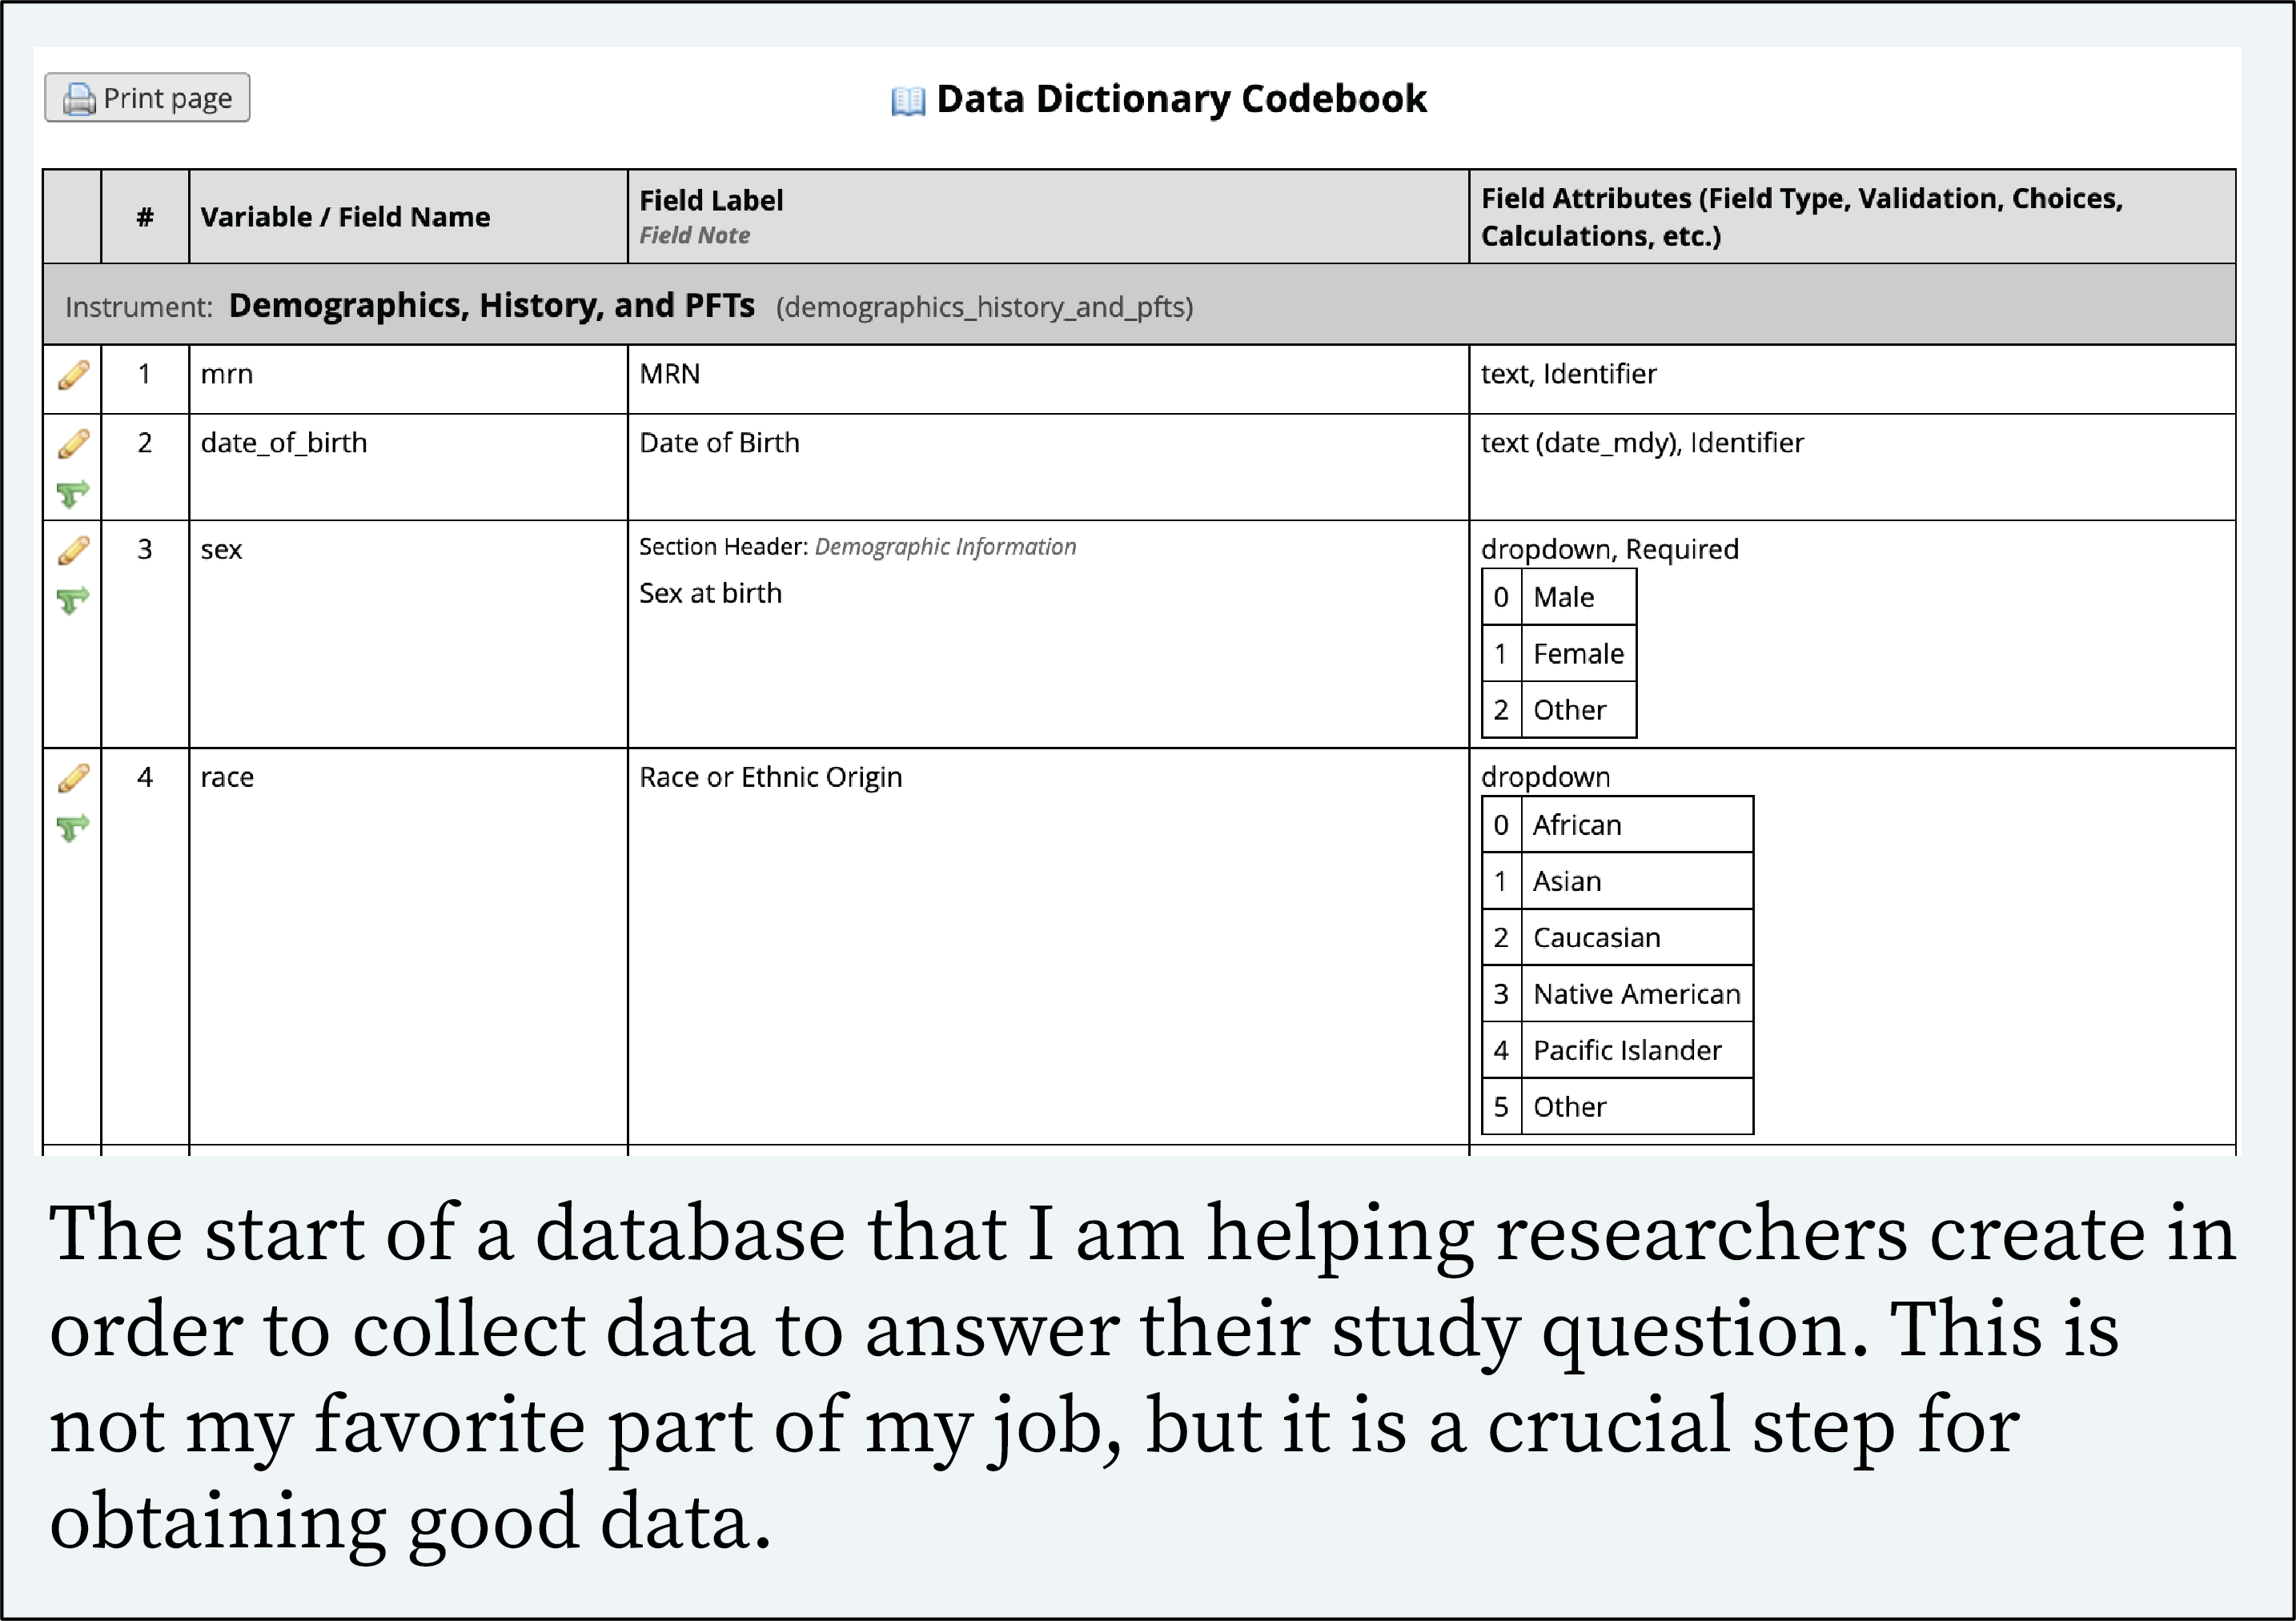 Print page
Data Dictionary Codebook
# Variable / Field Name Field Label Field Attributes (Field Type, Validation, Choices,
Field Note Calculations, etc.)
Instrument: Demographics, History, and PFTs (demographics_history_and_pfts)
1 mrn MRN text, Identifier
2 date_of_birth Date of Birth text (date_mdy), Identifier
3 sex Section Header: Demographic Information dropdown, Required
Sex at birth
0 Male
1 Female
2 Other
4 race Race or Ethnic Origin dropdown
0 African
1 Asian
2 Caucasian
3 Native American
4 Pacific Islander
5 Other
The start of a database that I am helping researchers create in
order to collect data to answer their study question. This is
not my favorite part of my job, but it is a crucial step for
obtaining good data.